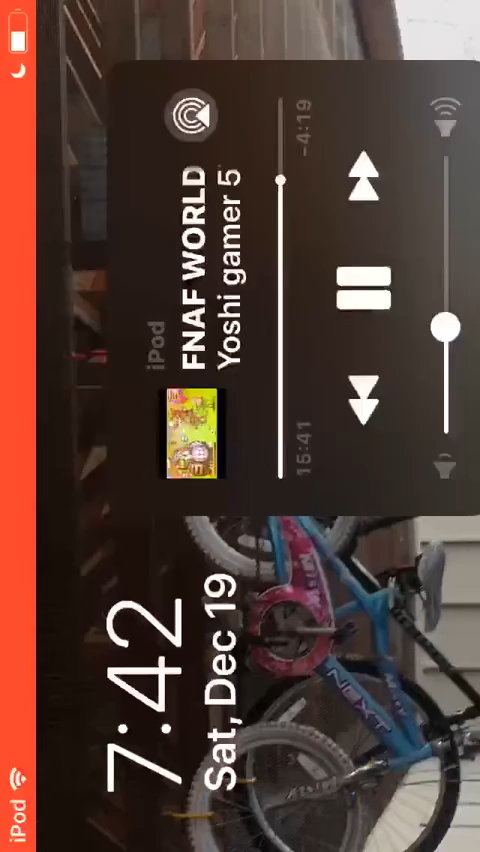 iPod
7:42
Sat, Dec 19
iPod
FNAF WORLD
Yoshi gamer 5
15:41
-4:19
NEXT